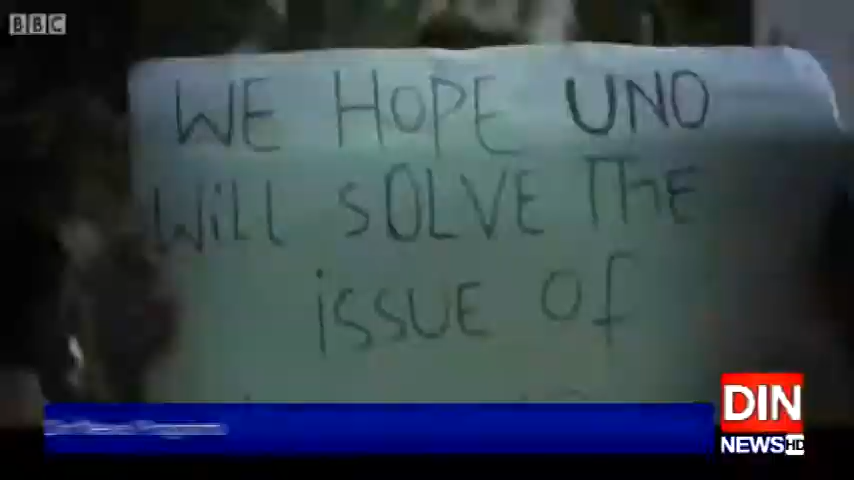 BBC
WE HOPE UNO
WiLL SOLVE THE
iSSUE Of
DIN
NEWS HD